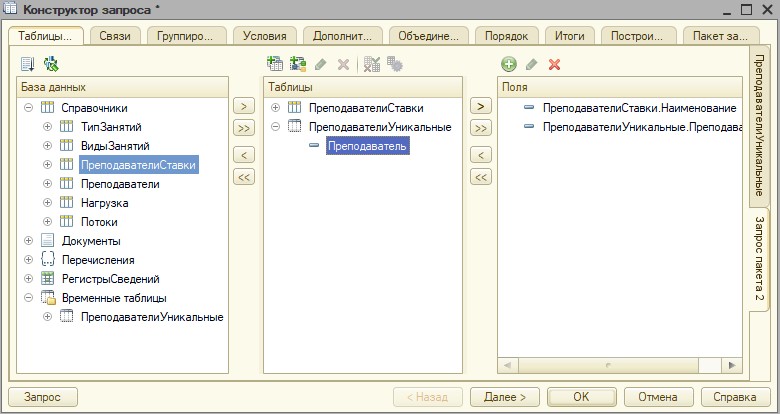 Конструктор запроса *
Таблицы...
Связи
Группиро...
Условия
Дополнит...
Объедине...
Порядок
Итоги
Построи...
Пакет за...
База данных
Справочники
ТипЗанятий
ВидыЗанятий
ПреподавателиСтавки
Преподаватели
Нагрузка
Потоки
Документы
Перечисления
РегистрыСведений
Временные таблицы
ПреподавателиУникальные
>
>>
<
<<
Таблицы
ПреподавателиСтавки
ПреподавателиУникальные
Преподаватель
>
>>
<
<<
Поля
ПреподавателиСтавки.Наименование
ПреподавателиУникальные.Преподава
ПреподавателиУникальные
Запрос пакета 2
Запрос
< Назад
Далее >
OK
Отмена
Справка